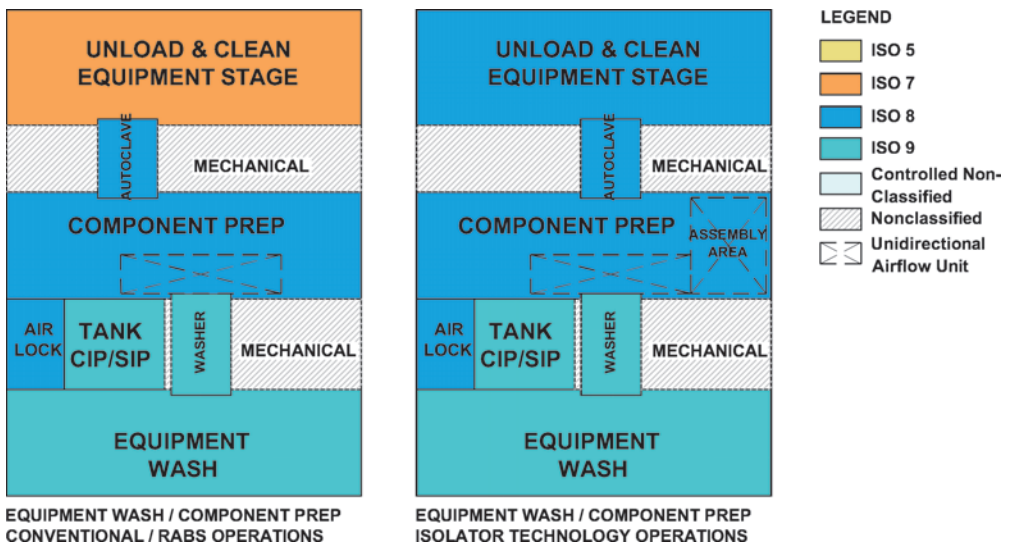 UNLOAD & CLEAN
EQUIPMENT STAGE
AUTOCLAVE
MECHANICAL
COMPONENT PREP
AIR
LOCK
TANK
CIP/SIP
WASHER
MECHANICAL
EQUIPMENT
WASH
EQUIPMENT WASH / COMPONENT PREP
CONVENTIONAL / RABS OPERATIONS
UNLOAD & CLEAN
EQUIPMENT STAGE
AUTOCLAVE
MECHANICAL
COMPONENT PREP
ASSEMBLY
AREA
AIR
LOCK
TANK
CIP/SIP
WASHER
MECHANICAL
EQUIPMENT
WASH
EQUIPMENT WASH / COMPONENT PREP
ISOLATOR TECHNOLOGY OPERATIONS
LEGEND
ISO 5
ISO 7
ISO 8
ISO 9
Controlled Non-
Classified
Nonclassified
Unidirectional
Airflow Unit